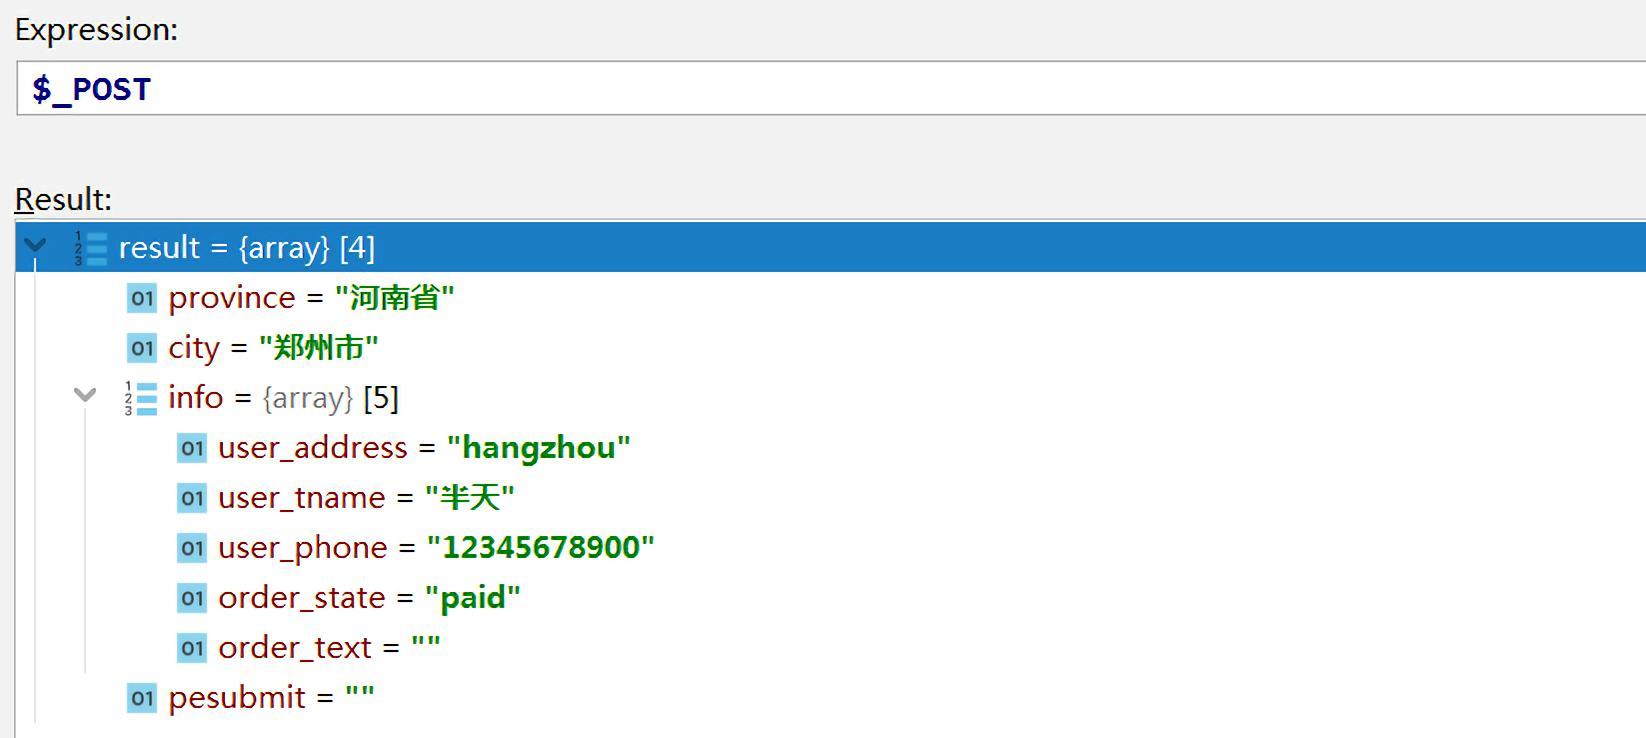 Expression:
$_POST
Result:
result = {array} [4]
01 province = "河南省"
01 city = "郑州市"
info = {array} [5]
01 user_address = "hangzhou"
01 user_tname = "半天"
01 user_phone = "12345678900"
01 order_state = "paid"
01 order_text = ""
01 pesubmit = ""